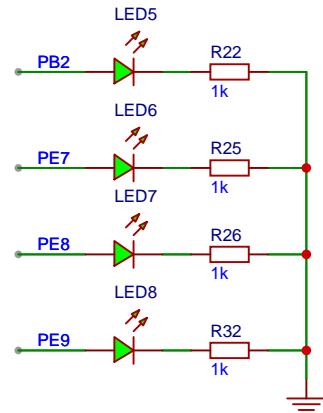 LED5
PB2
R22
1k
LED6
PE7
R25
1k
LED7
PE8
R26
1k
LED8
PE9
R32
1k